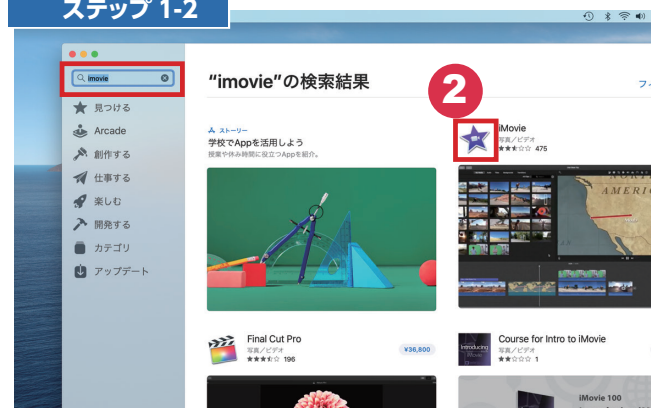 ステップ 1-2
imovie
“imovie”の検索結果
2
見つける
Arcade
創作する
仕事する
楽しむ
開発する
カテゴリ
アップデート
ストーリー
学校でAppを活用しよう
授業や休み時間に役立つAppを紹介。
iMovie
写真／ビデオ
475
AMERI
Final Cut Pro
写真／ビデオ
196
¥36,800
Course for Intro to iMovie
写真／ビデオ
1
Introducing
iMovie 100